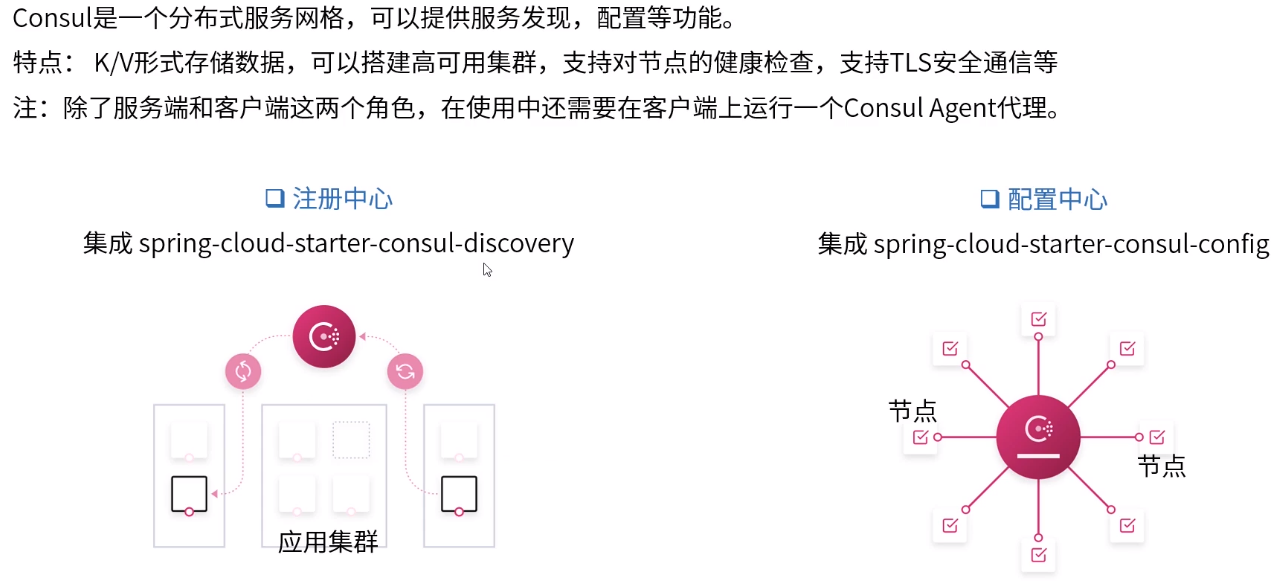 Consul是一个分布式服务网格，可以提供服务发现，配置等功能。
特点： K/V形式存储数据，可以搭建高可用集群，支持对节点的健康检查，支持TLS安全通信等
注：除了服务端和客户端这两个角色，在使用中还需要在客户端上运行一个Consul Agent代理。
❑ 注册中心
集成 spring-cloud-starter-consul-discovery
应用集群
❑ 配置中心
集成 spring-cloud-starter-consul-config
节点
节点